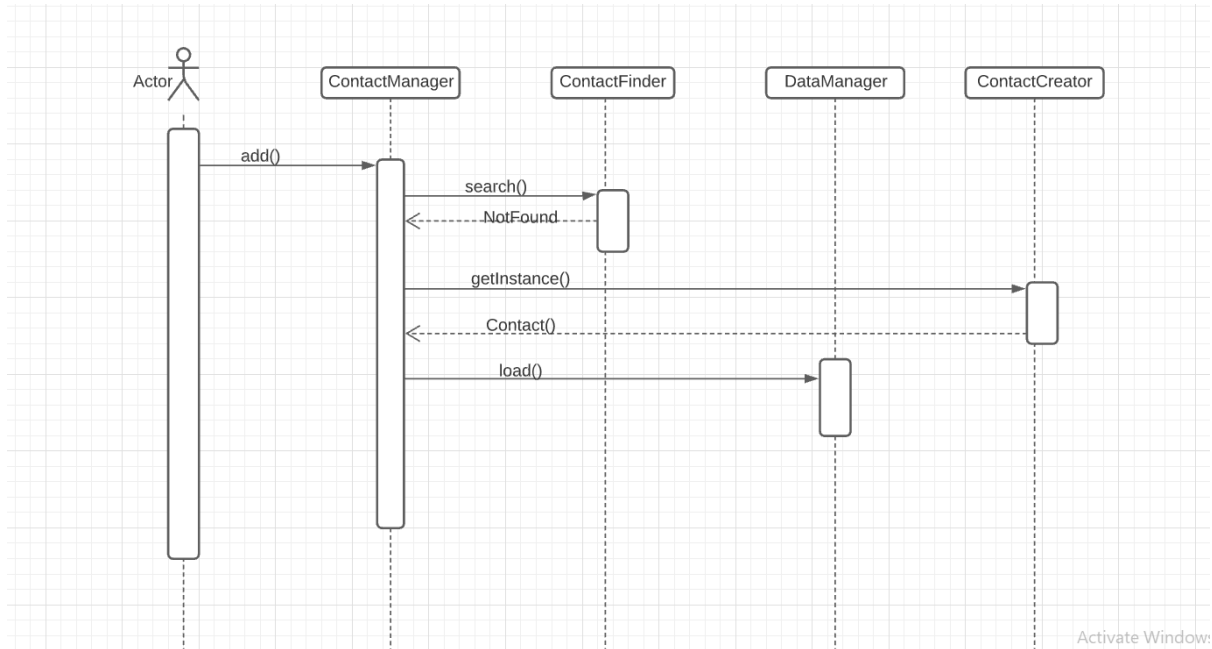 Actor
ContactManager
ContactFinder
DataManager
ContactCreator
add()
search()
NotFound
getInstance()
Contact()
load()
Activate Windows